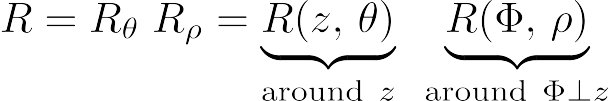 R = R_θ R_ρ = R(z, θ) R(Φ, ρ)
around z around Φ⊥z